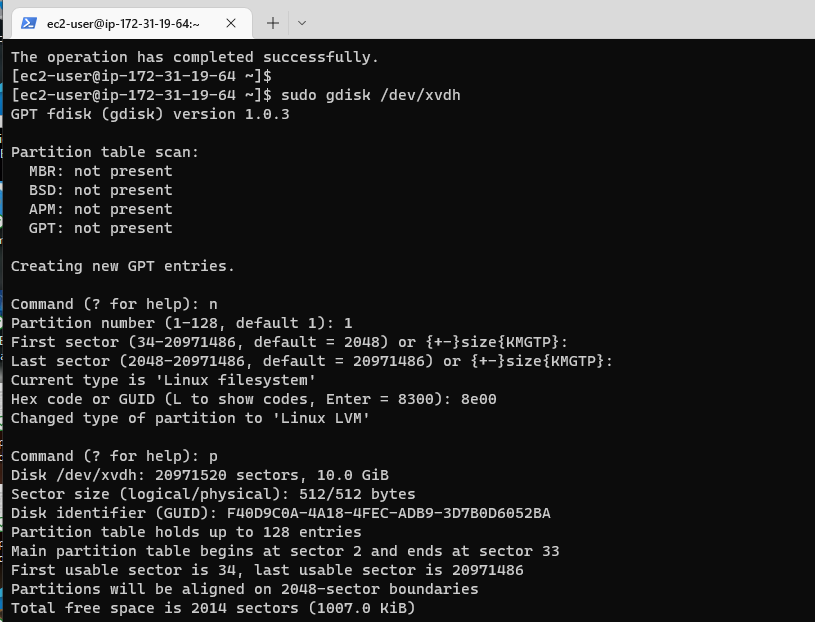 ec2-user@ip-172-31-19-64:~
The operation has completed successfully.
[ec2-user@ip-172-31-19-64 ~]$
[ec2-user@ip-172-31-19-64 ~]$ sudo gdisk /dev/xvdh
GPT fdisk (gdisk) version 1.0.3
Partition table scan:
  MBR: not present
  BSD: not present
  APM: not present
  GPT: not present
Creating new GPT entries.
Command (? for help): n
Partition number (1-128, default 1): 1
First sector (34-20971486, default = 2048) or {+-}size{KMGTP}:
Last sector (2048-20971486, default = 20971486) or {+-}size{KMGTP}:
Current type is 'Linux filesystem'
Hex code or GUID (L to show codes, Enter = 8300): 8e00
Changed type of partition to 'Linux LVM'
Command (? for help): p
Disk /dev/xvdh: 20971520 sectors, 10.0 GiB
Sector size (logical/physical): 512/512 bytes
Disk identifier (GUID): F40D9C0A-4A18-4FEC-ADB9-3D7B0D6052BA
Partition table holds up to 128 entries
Main partition table begins at sector 2 and ends at sector 33
First usable sector is 34, last usable sector is 20971486
Partitions will be aligned on 2048-sector boundaries
Total free space is 2014 sectors (1007.0 KiB)